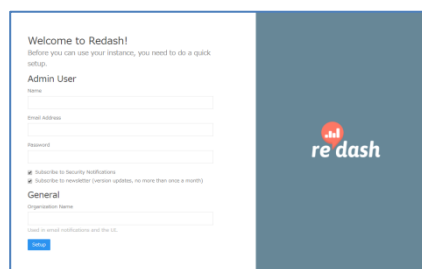 Welcome to Redash!
Before you can use your instance, you need to do a quick
setup.
Admin User
Name
Email Address
Password
Subscribe to Security Notifications
Subscribe to newsletter (version updates, no more than once a month)
General
Organization Name
Used in email notifications and the UI.
Setup
re dash